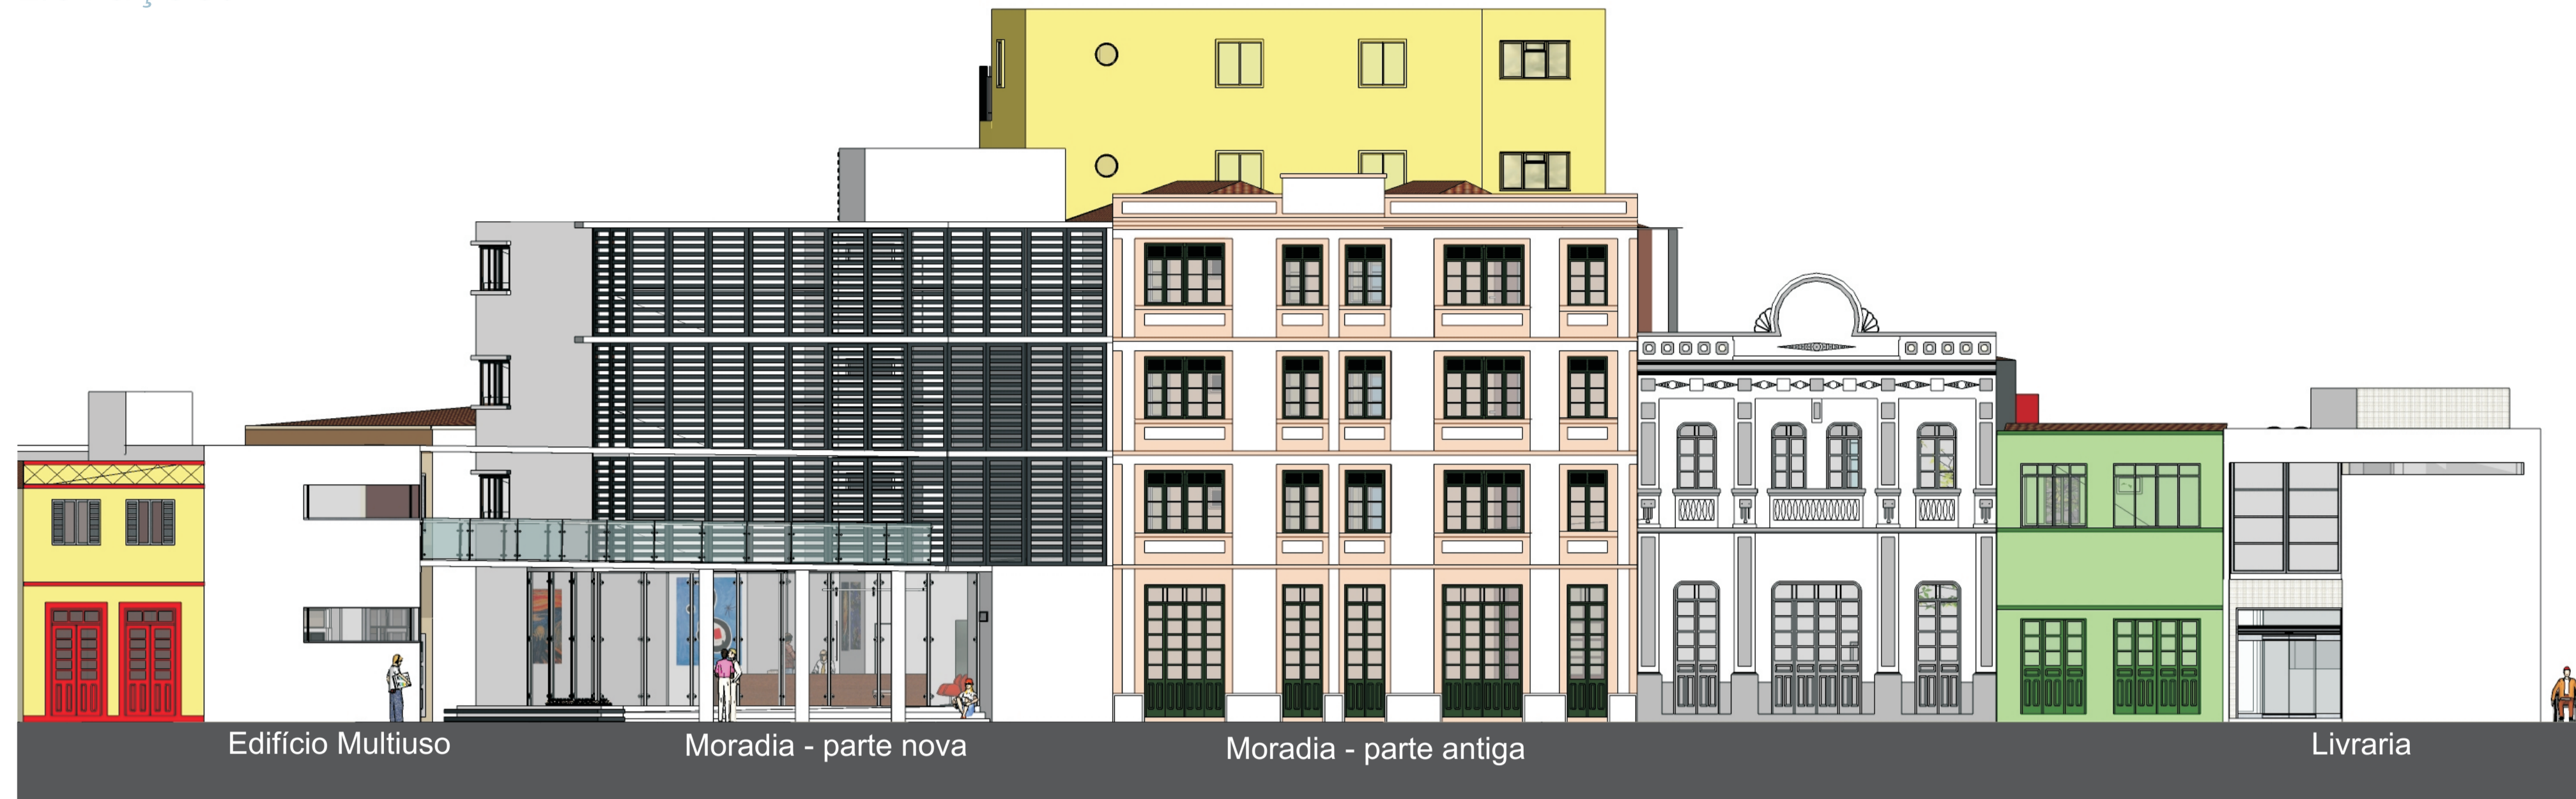 Edifício Multiuso
Moradia - parte nova
Moradia - parte antiga
Livraria